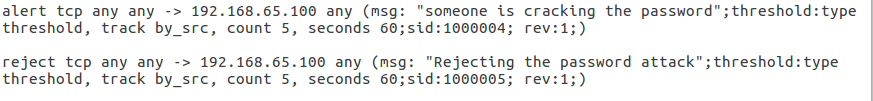 alert tcp any any -> 192.168.65.100 any (msg: "someone is cracking the password";threshold:type
threshold, track by_src, count 5, seconds 60;sid:1000004; rev:1;)
reject tcp any any -> 192.168.65.100 any (msg: "Rejecting the password attack";threshold:type
threshold, track by_src, count 5, seconds 60;sid:1000005; rev:1;)